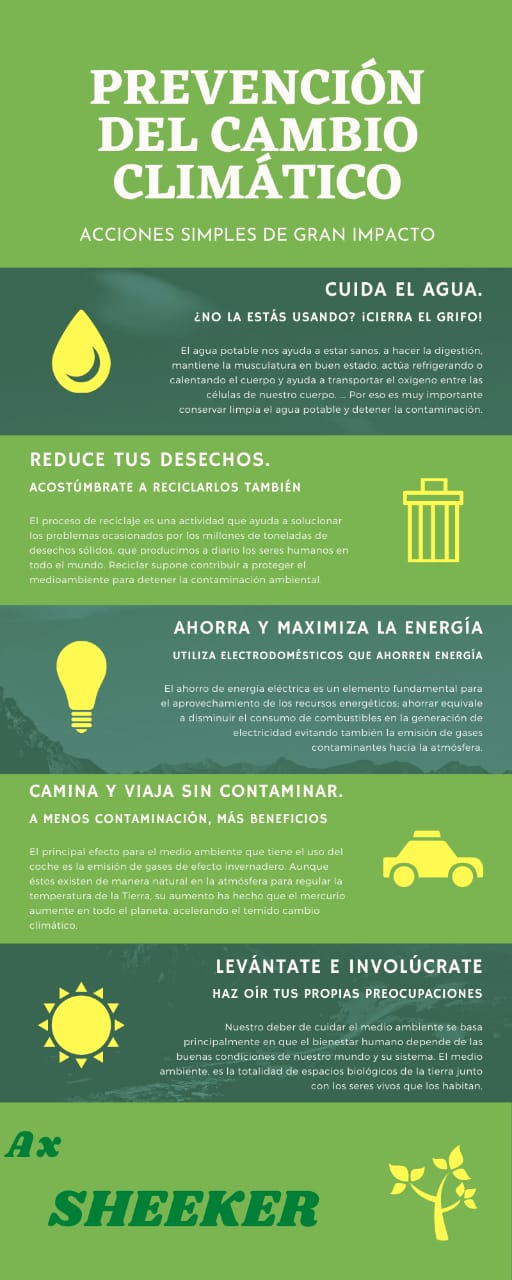 PREVENCIÓN
DEL CAMBIO
CLIMÁTICO
ACCIONES SIMPLES DE GRAN IMPACTO
CUIDA EL AGUA.
¿NO LA ESTÁS USANDO? ¡CIERRA EL GRIFO!
El agua potable nos ayuda a estar sanos, a hacer la digestión,
mantiene la musculatura en buen estado, actúa refrigerando o
calentando el cuerpo y ayuda a transportar el oxígeno entre las
células de nuestro cuerpo. ... Por eso es muy importante
conservar limpia el agua potable y detener la contaminación.
REDUCE TUS DESECHOS.
ACOSTÚMBRATE A RECICLARLOS TAMBIÉN
El proceso de reciclaje es una actividad que ayuda a solucionar
los problemas ocasionados por los millones de toneladas de
desechos sólidos, que producimos a diario los seres humanos en
todo el mundo. Reciclar supone contribuir a proteger el
medioambiente para detener la contaminación ambiental.
AHORRA Y MAXIMIZA LA ENERGÍA
UTILIZA ELECTRODOMÉSTICOS QUE AHORREN ENERGÍA
El ahorro de energía eléctrica es un elemento fundamental para
el aprovechamiento de los recursos energéticos; ahorrar equivale
a disminuir el consumo de combustibles en la generación de
electricidad evitando también la emisión de gases
contaminantes hacia la atmósfera.
CAMINA Y VIAJA SIN CONTAMINAR.
A MENOS CONTAMINACIÓN, MÁS BENEFICIOS
El principal efecto para el medio ambiente que tiene el uso del
coche es la emisión de gases de efecto invernadero. Aunque
éstos existen de manera natural en la atmósfera para regular la
temperatura de la Tierra, su aumento ha hecho que el mercurio
aumente en todo el planeta, acelerando el temido cambio
climático.
LEVÁNTATE E INVOLÚCRATE
HAZ OÍR TUS PROPIAS PREOCUPACIONES
Nuestro deber de cuidar el medio ambiente se basa
principalmente en que el bienestar humano depende de las
buenas condiciones de nuestro mundo y su sistema. El medio
ambiente, es la totalidad de espacios biológicos de la tierra junto
con los seres vivos que los habitan.
Ax
SHEEKER